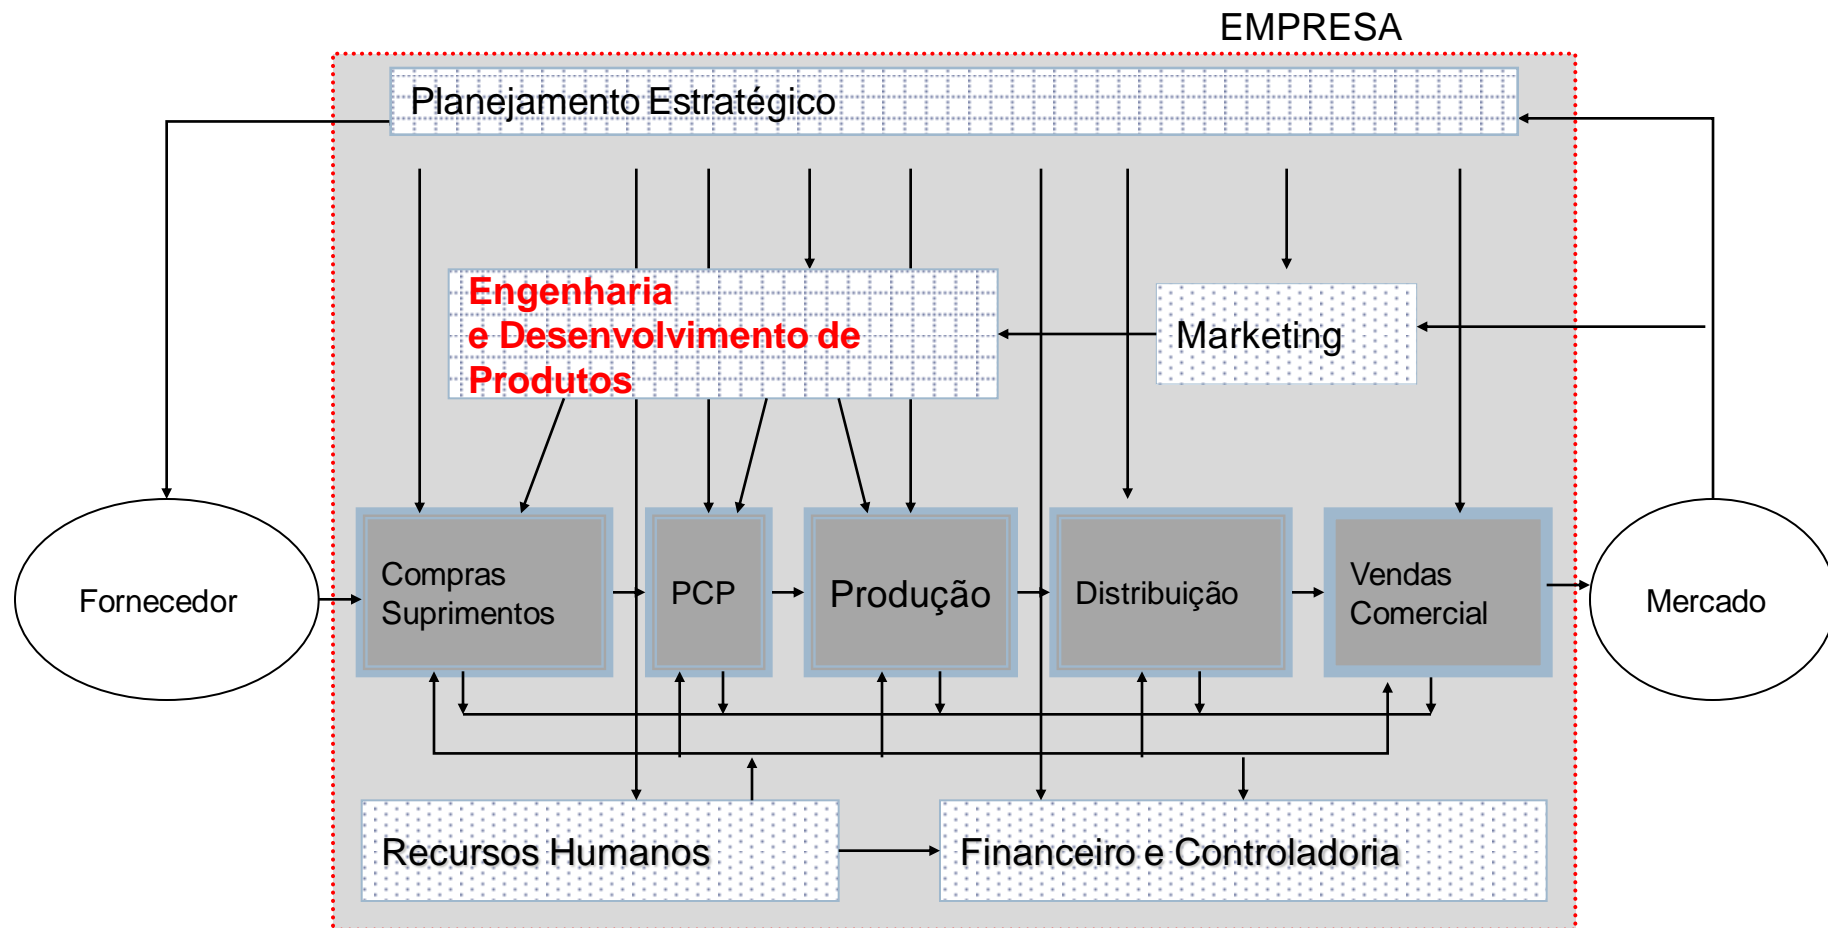 EMPRESA
Planejamento Estratégico
Engenharia
e Desenvolvimento de
Produtos
Marketing
Fornecedor
Compras
Suprimentos
PCP
Produção
Distribuição
Vendas
Comercial
Mercado
Recursos Humanos
Financeiro e Controladoria